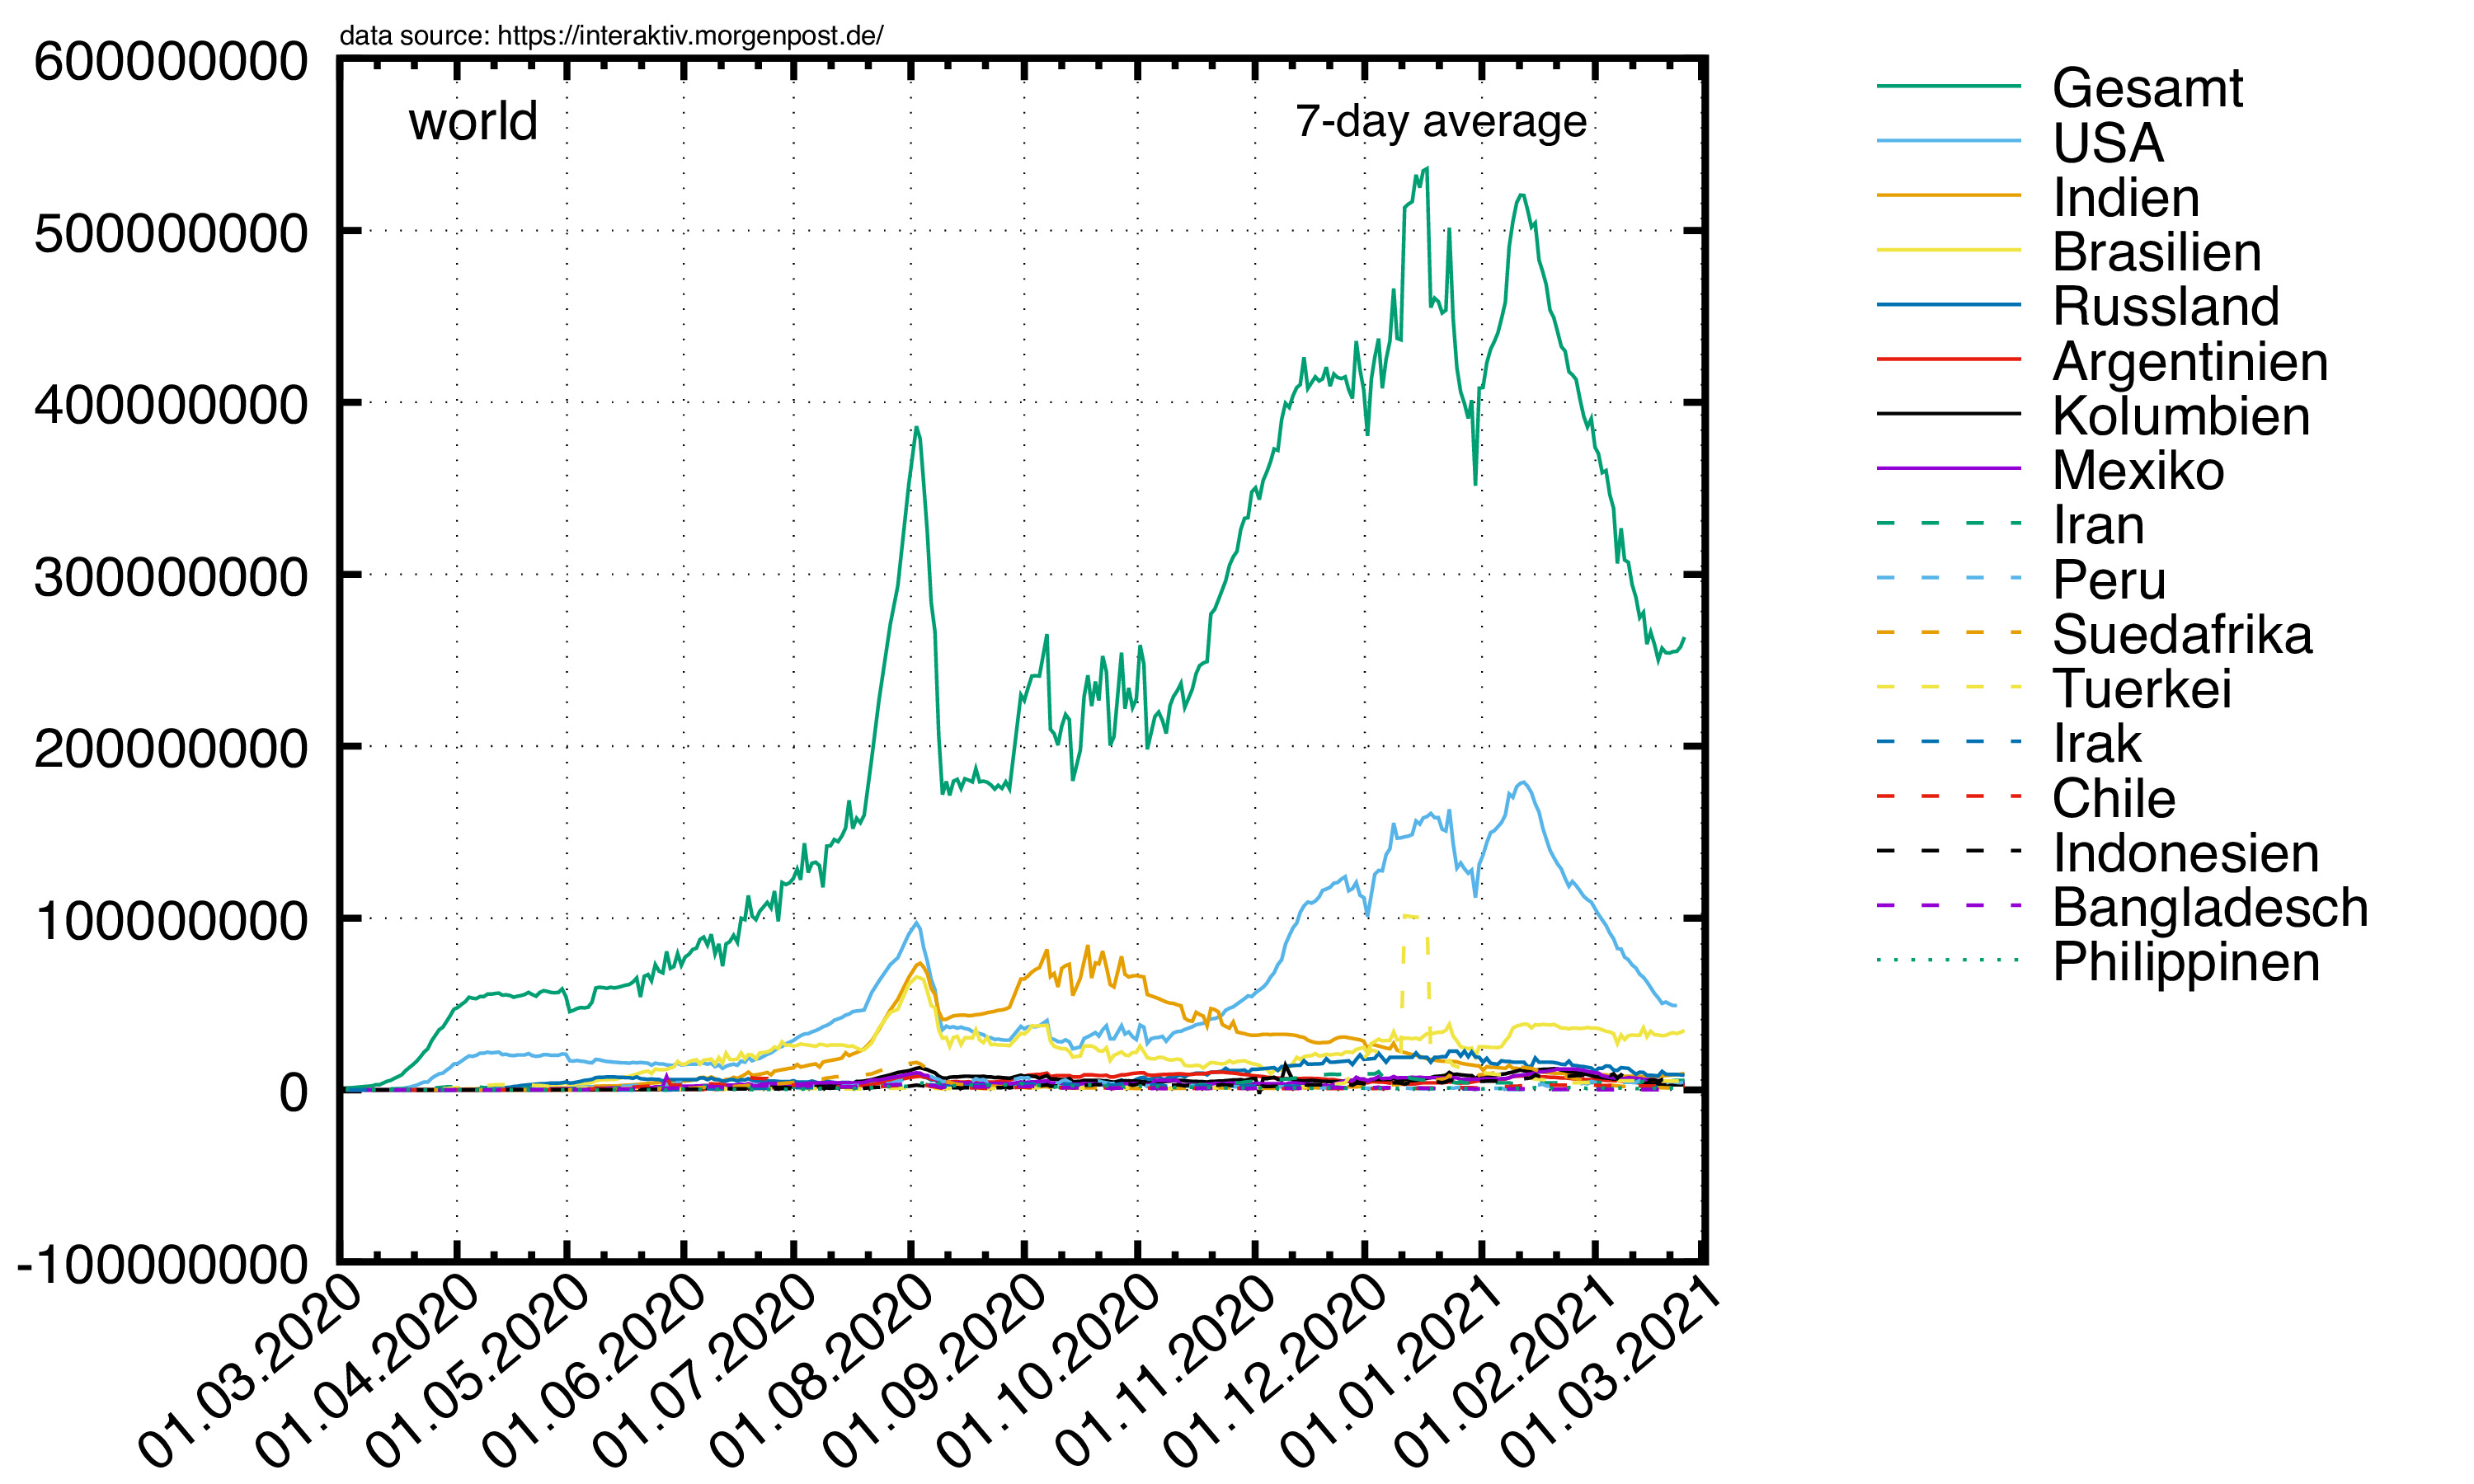 data source: https://interaktiv.morgenpost.de/
world
7-day average
600000000
500000000
400000000
300000000
200000000
100000000
0
-100000000
01.03.2020
01.04.2020
01.05.2020
01.06.2020
01.07.2020
01.08.2020
01.09.2020
01.10.2020
01.11.2020
01.12.2020
01.01.2021
01.02.2021
01.03.2021
Gesamt
USA
Indien
Brasilien
Russland
Argentinien
Kolumbien
Mexiko
Iran
Peru
Suedafrika
Tuerkei
Irak
Chile
Indonesien
Bangladesch
Philippinen